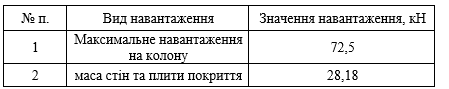 № п. Вид навантаження Значення навантаження, кН
1 Максимальне навантаження на колону 72,5
2 маса стін та плити покриття 28,18